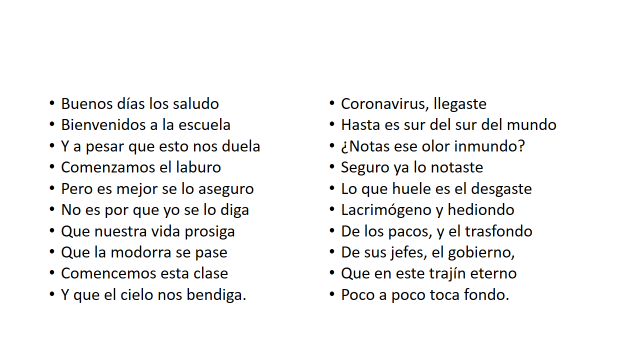 • Buenos días los saludo
• Bienvenidos a la escuela
• Y a pesar que esto nos duela
• Comenzamos el laburo
• Pero es mejor se lo aseguro
• No es por que yo se lo diga
• Que nuestra vida prosiga
• Que la modorra se pase
• Comencemos esta clase
• Y que el cielo nos bendiga.
• Coronavirus, llegaste
• Hasta es sur del sur del mundo
• ¿Notas ese olor inmundo?
• Seguro ya lo notaste
• Lo que huele es el desgaste
• Lacrimógeno y hediondo
• De los pacos, y el trasfondo
• De sus jefes, el gobierno,
• Que en este trajín eterno
• Poco a poco toca fondo.